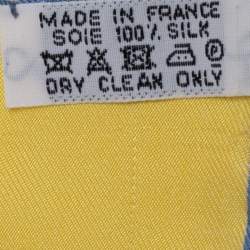 MADE IN FRANCE
SOIE 100% SILK
DRY CLEAN ONLY